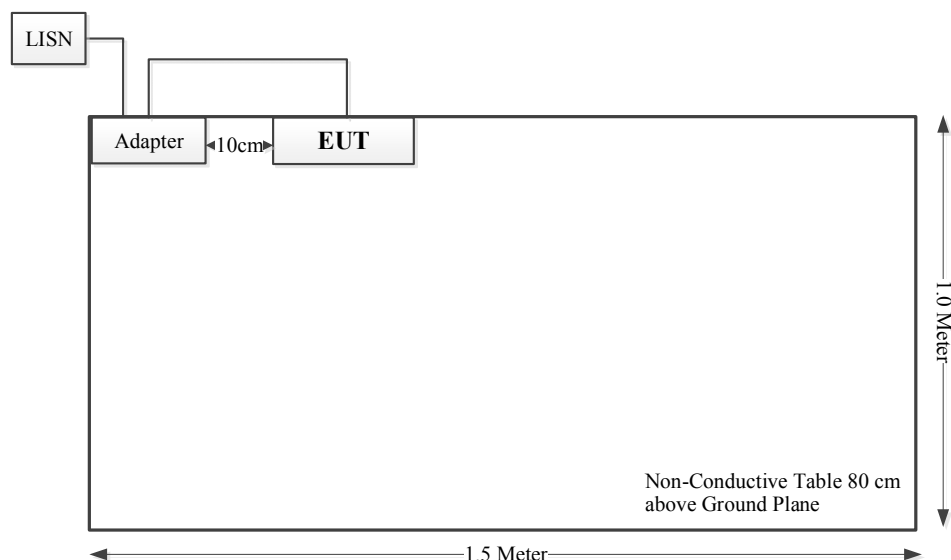 LISN
Adapter
10cm
EUT
1.0 Meter
Non-Conductive Table 80 cm
above Ground Plane
1.5 Meter